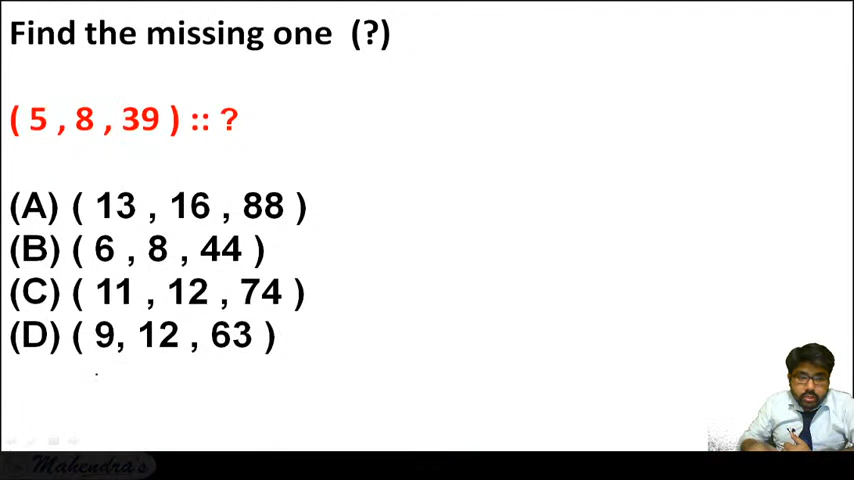 Find the missing one (?)
( 5 , 8 , 39 ) :: ?
(A) ( 13 , 16 , 88 )
(B) ( 6 , 8 , 44 )
(C) ( 11 , 12 , 74 )
(D) ( 9, 12 , 63 )
Mahendra's